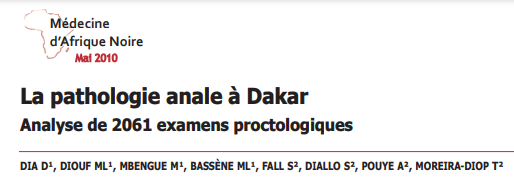 Médecine
d'Afrique Noire
Mai 2010
La pathologie anale à Dakar
Analyse de 2061 examens proctologiques
DIA D¹, DIOUF ML¹, MBENGUE M¹, BASSÈNE ML¹, FALL S², DIALLO S², POUYE A², MOREIRA-DIOP T²